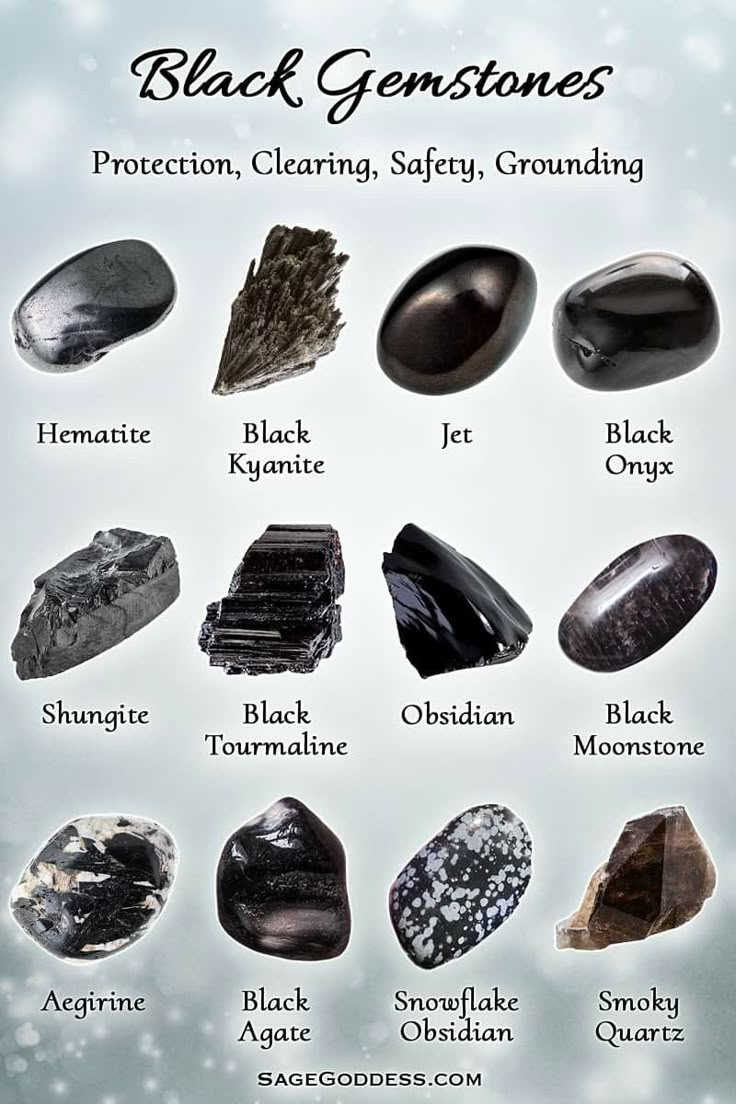 Black Gemstones
Protection, Clearing, Safety, Grounding
Hematite
Black
Kyanite
Jet
Black
Onyx
Shungite
Black
Tourmaline
Obsidian
Black
Moonstone
Aegirine
Black
Agate
Snowflake
Obsidian
Smoky
Quartz
SageGoddess.com